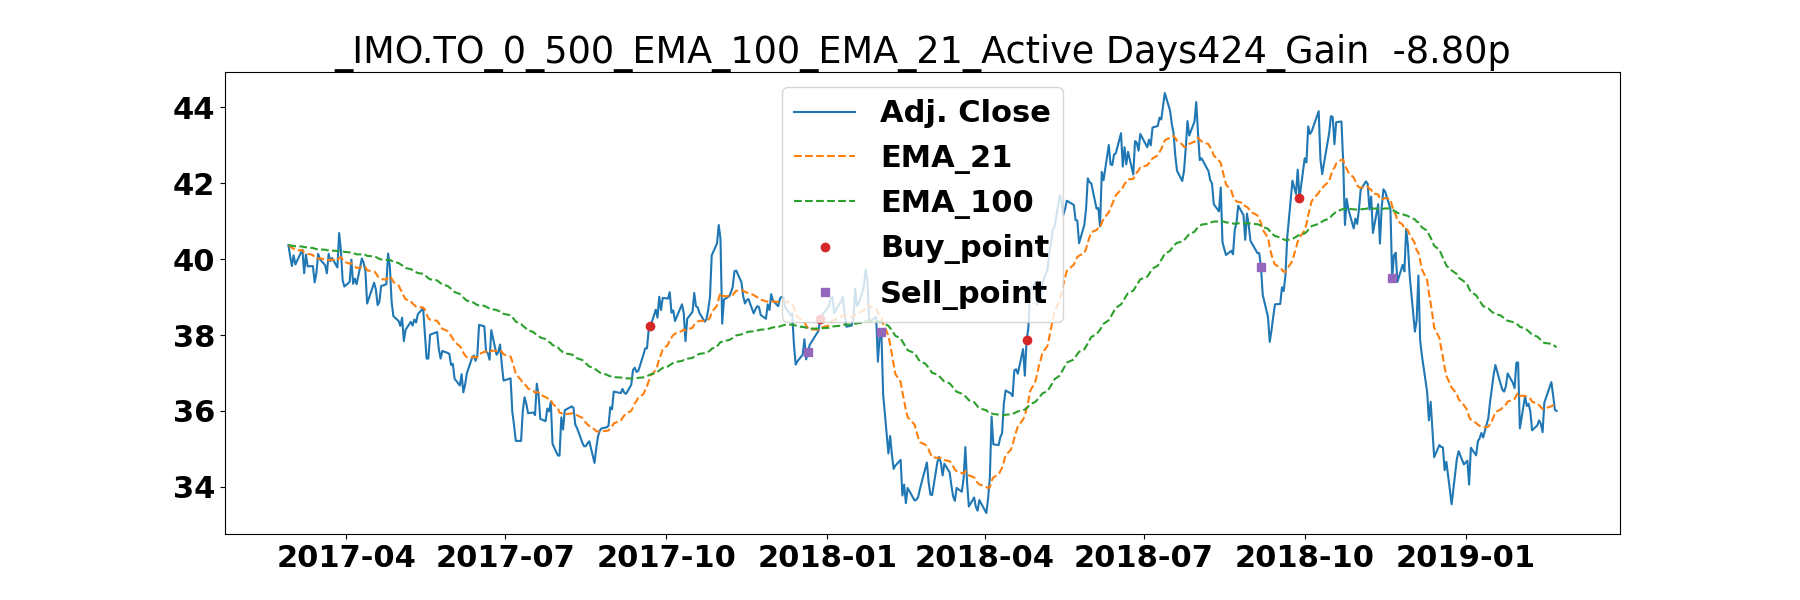 _IMO.TO_0_500_EMA_100_EMA_21_Active Days424_Gain  -8.80p
44
42
40
38
36
34
Adj. Close
EMA_21
EMA_100
Buy_point
Sell_point
2017-04 2017-07 2017-10 2018-01 2018-04 2018-07 2018-10 2019-01